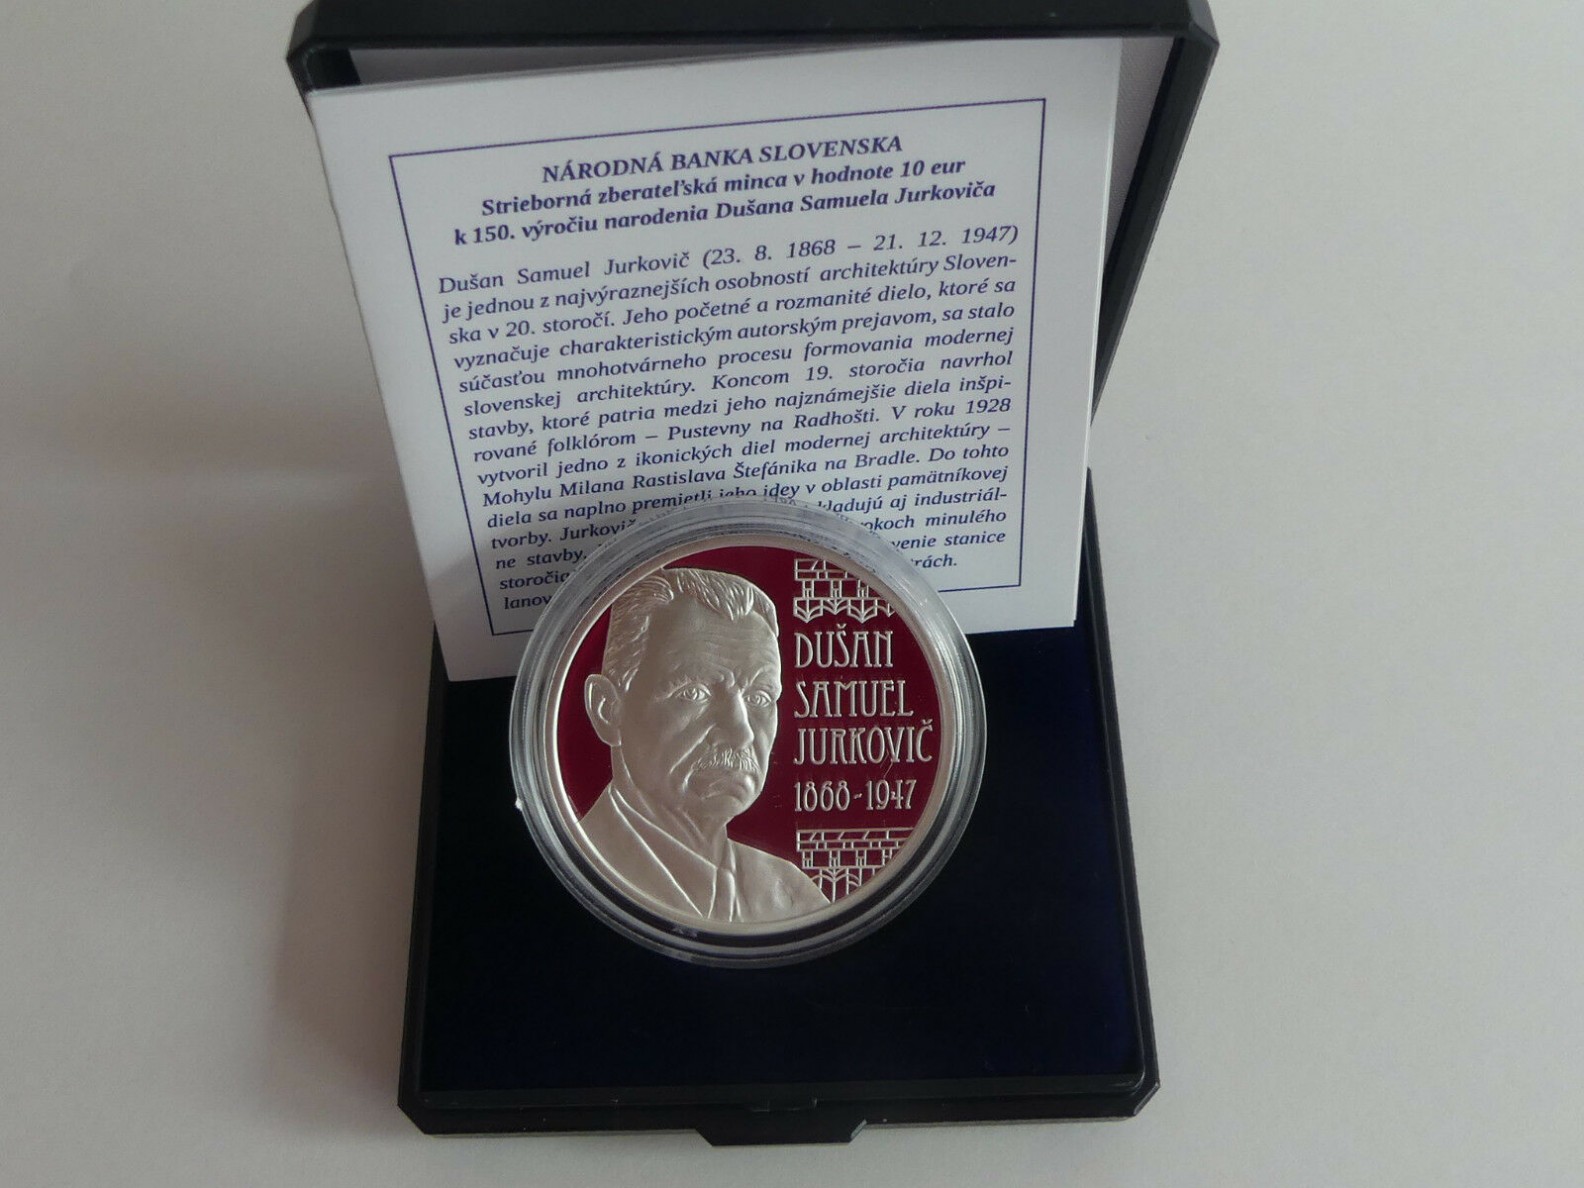 NÁRODNÁ BANKA SLOVENSKA
Strieborná zberateľská minca v hodnote 10 eur
k 150. výročiu narodenia Dušana Samuela Jurkoviča
Dušan Samuel Jurkovič (23. 8. 1868 – 21. 12. 1947)
je jednou z najvýraznejších osobností architektúry Sloven-
ska v 20. storočí. Jeho početné a rozmanité dielo, ktoré sa
vyznačuje charakteristickým autorským prejavom, sa stalo
súčasťou mnohotvárneho procesu formovania modernej
slovenskej architektúry. Koncom 19. storočia navrhol
stavby, ktoré patria medzi jeho najznámejšie diela inšpi-
rované folklórom – Pustevny na Radhošti. V roku 1928
vytvoril jedno z ikonických diel modernej architektúry –
Mohylu Milana Rastislava Štefánika na Bradle. Do tohto
diela sa naplno premietli jeho idey v oblasti pamätníkovej
tvorby. kladujú aj industriál-
ne stavby. minulého
storočia stanice
DUŠAN
SAMUEL
JURKOVIČ
1868-1947